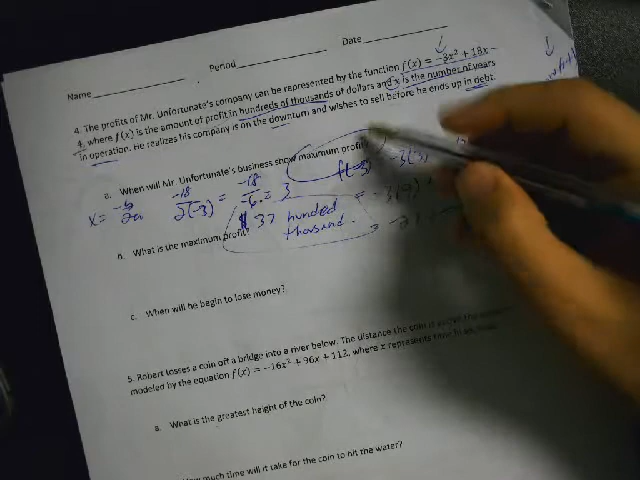 Name
Period
Date
4. The profits of Mr. Unfortunate's company can be represented by the function f(x) = -3x² + 18x -
4, where f(x) is the amount of profit in hundreds of thousands of dollars and x is the number of years
in operation. He realizes his company is on the downturn and wishes to sell before he ends up in debt.
a. When will Mr. Unfortunate's business show maximum profit?
x = -b/2a -18/2(-3) = -18/-6 = 3
f(3) -3(3)
= -3(9)
$ 37 hundred
thousand.
b. What is the maximum profit?
c. When will he begin to lose money?
5. Robert tosses a coin off a bridge into a river below. The distance the coin is above the
modeled by the equation f(x) = -16x² + 96x + 112, where x represents time in
a. What is the greatest height of the coin?
How much time will it take for the coin to hit the water?